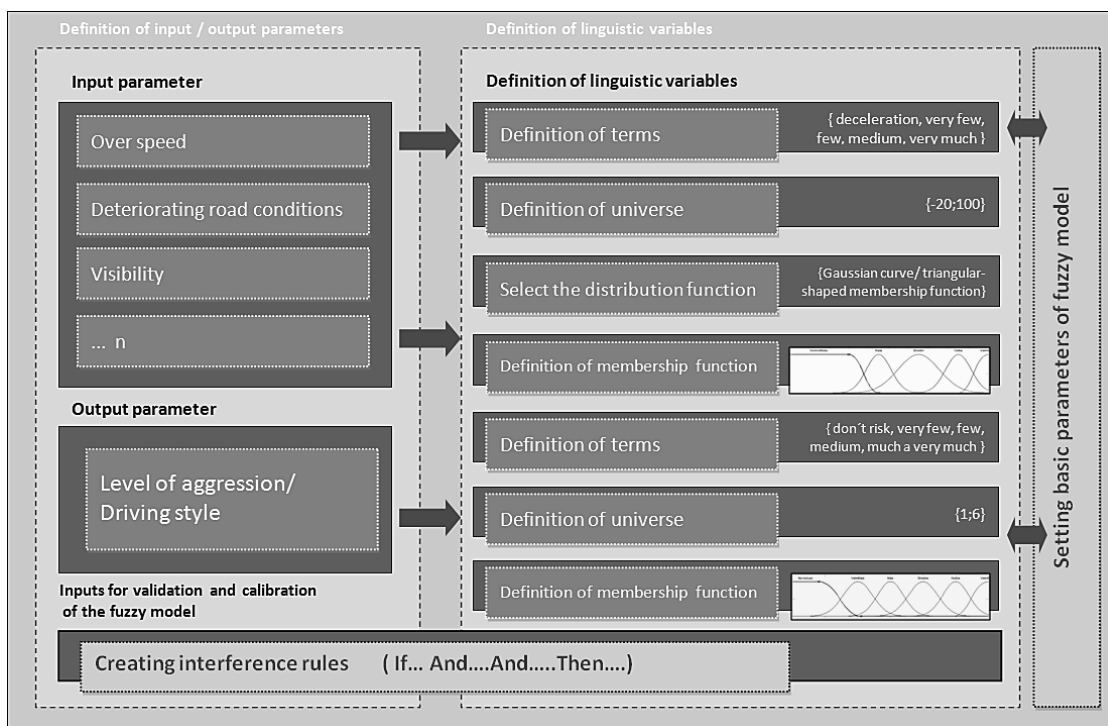 Definition of input / output parameters
Input parameter
Over speed
Deteriorating road conditions
Visibility
... n
Output parameter
Level of aggression/
Driving style
Inputs for validation and calibration
of the fuzzy model
Definition of linguistic variables
Definition of linguistic variables
Definition of terms
{ deceleration, very few,
few, medium, very much }
Definition of universe
{-20;100}
Select the distribution function
{Gaussian curve/ triangular-
shaped membership function}
Definition of membership function
Definition of terms
{ don´t risk, very few, few,
medium, much a very much }
Definition of universe
{1;6}
Definition of membership function
Creating interference rules ( If... And....And.....Then....)
Setting basic parameters of fuzzy model